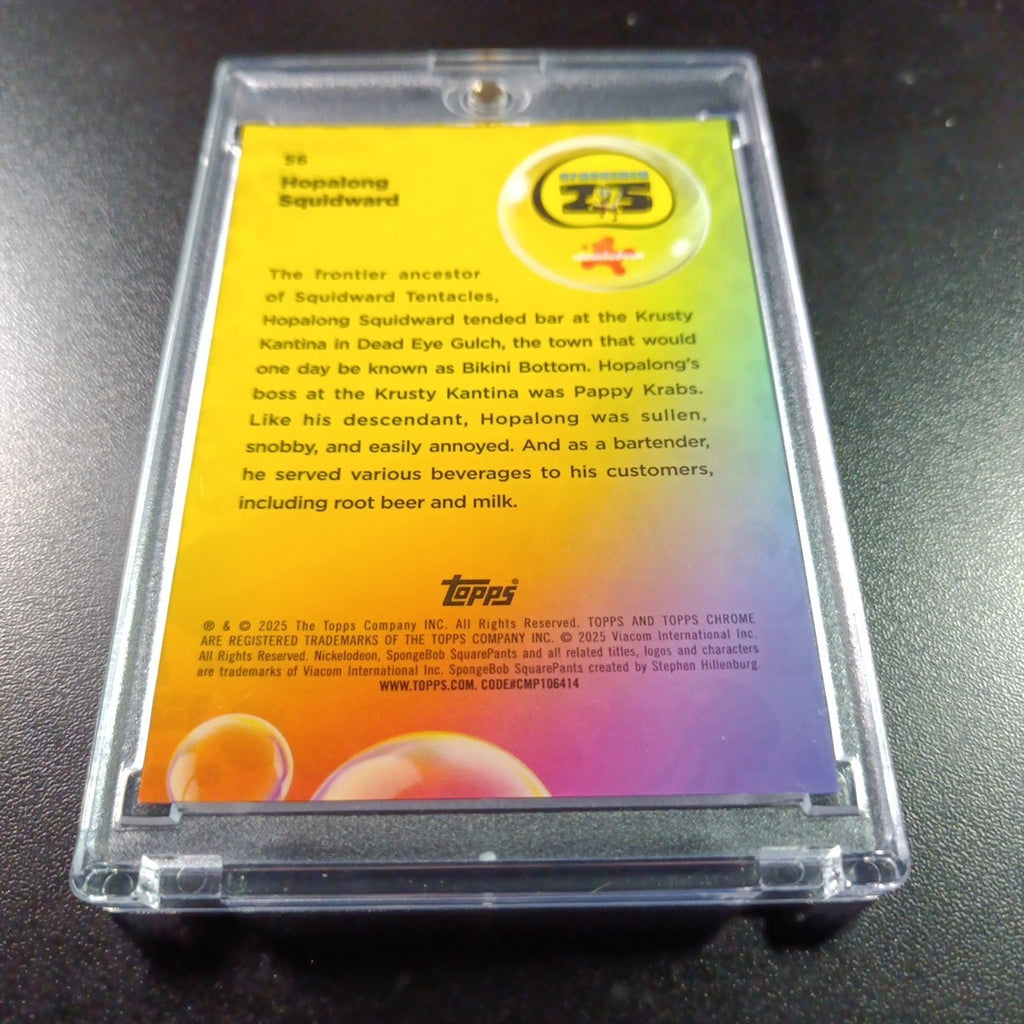 56
Hopalong
Squidward
25
nickelodeon
The frontier ancestor
of Squidward Tentacles,
Hopalong Squidward tended bar at the Krusty
Kantina in Dead Eye Gulch, the town that would
one day be known as Bikini Bottom. Hopalong's
boss at the Krusty Kantina was Pappy Krabs.
Like his descendant, Hopalong was sullen,
snobby, and easily annoyed. And as a bartender,
he served various beverages to his customers,
including root beer and milk.
Topps®
® & © 2025 The Topps Company INC. All Rights Reserved. TOPPS AND TOPPS CHROME
ARE REGISTERED TRADEMARKS OF THE TOPPS COMPANY INC. © 2025 Viacom International Inc.
All Rights Reserved. Nickelodeon, SpongeBob SquarePants and all related titles, logos and characters
are trademarks of Viacom International Inc. SpongeBob SquarePants created by Stephen Hillenburg.
WWW.TOPPS.COM. CODE#CMP106414